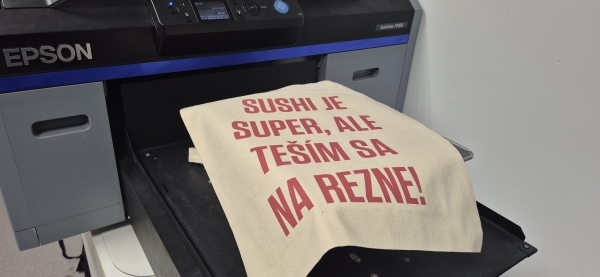 EPSON
SUSHI JE
SUPER, ALE
TEŠÍM SA
NA REZNE!